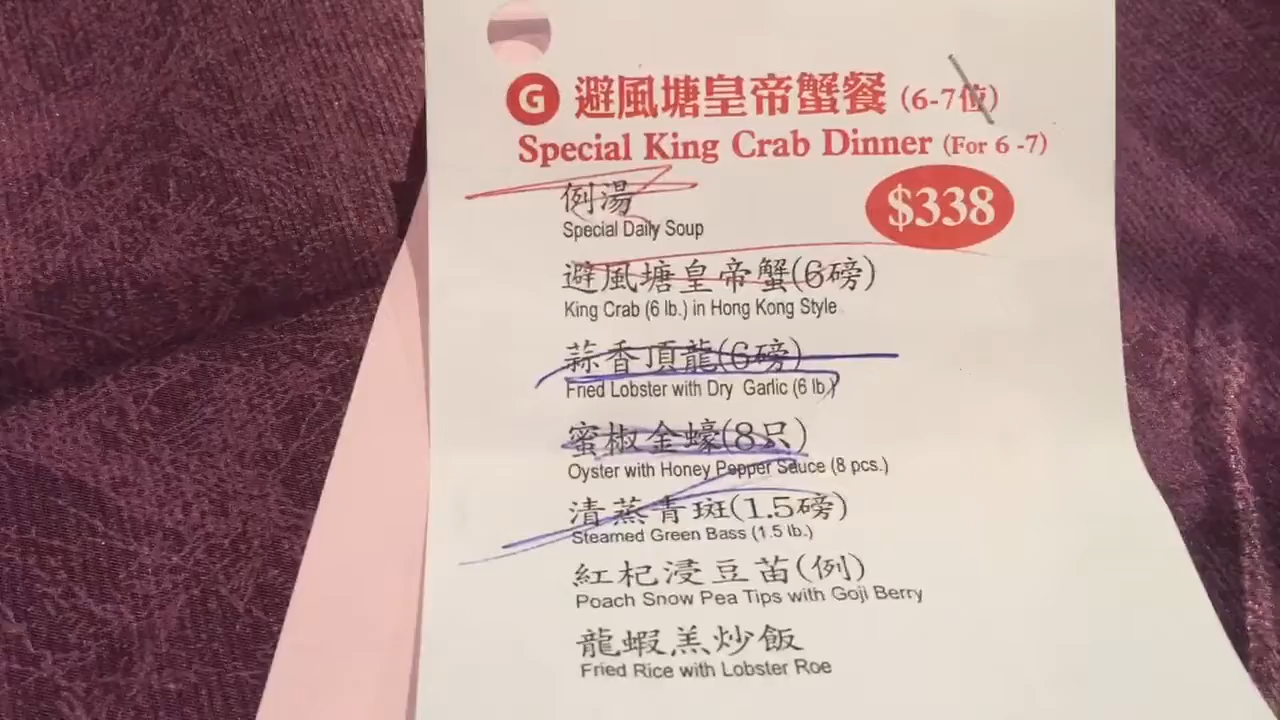 G 避風塘皇帝蟹餐 (6-7位)
Special King Crab Dinner (For 6 -7)
例湯
Special Daily Soup
$338
避風塘皇帝蟹(6磅)
King Crab (6 lb.) in Hong Kong Style
蒜香頂龍(6磅)
Fried Lobster with Dry Garlic (6 lb.)
蜜椒金蠔(8只)
Oyster with Honey Pepper Sauce (8 pcs.)
清蒸青斑(1.5磅)
Steamed Green Bass (1.5 lb.)
紅杞浸豆苗(例)
Poach Snow Pea Tips with Goji Berry
龍蝦羔炒飯
Fried Rice with Lobster Roe